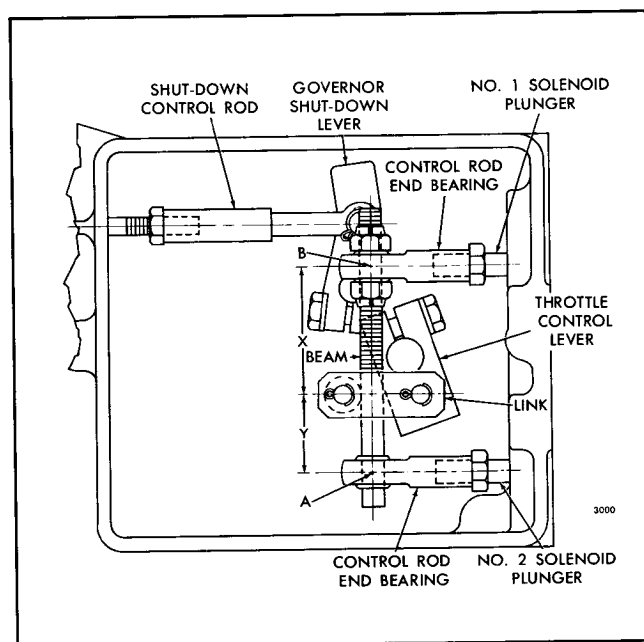 SHUT-DOWN
CONTROL ROD
GOVERNOR
SHUT-DOWN
LEVER
NO. 1 SOLENOID
PLUNGER
CONTROL ROD
END BEARING
B
THROTTLE
CONTROL
LEVER
X
BEAM
LINK
Y
A
3000
CONTROL ROD
END BEARING
NO. 2 SOLENOID
PLUNGER